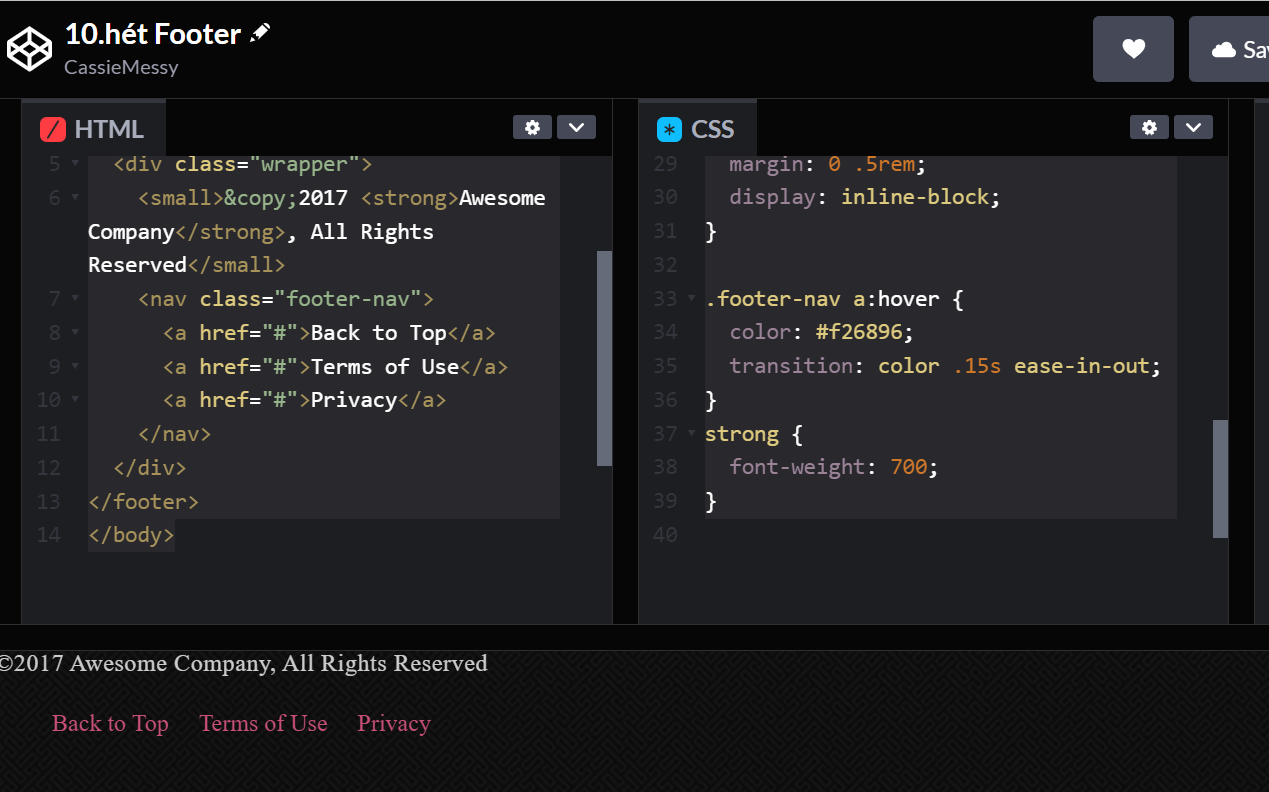 10.hét Footer
CassieMessy
Sav
HTML
5 <div class="wrapper">
6 <small>&copy;2017 <strong>Awesome
Company</strong>, All Rights
Reserved</small>
7 <nav class="footer-nav">
8 <a href="#">Back to Top</a>
9 <a href="#">Terms of Use</a>
10 <a href="#">Privacy</a>
11 </nav>
12 </div>
13 </footer>
14 </body>
* CSS
29 margin: 0 .5rem;
30 display: inline-block;
31 }
32
33 .footer-nav a:hover {
34 color: #f26896;
35 transition: color .15s ease-in-out;
36 }
37 strong {
38 font-weight: 700;
39 }
40
©2017 Awesome Company, All Rights Reserved
Back to Top Terms of Use Privacy